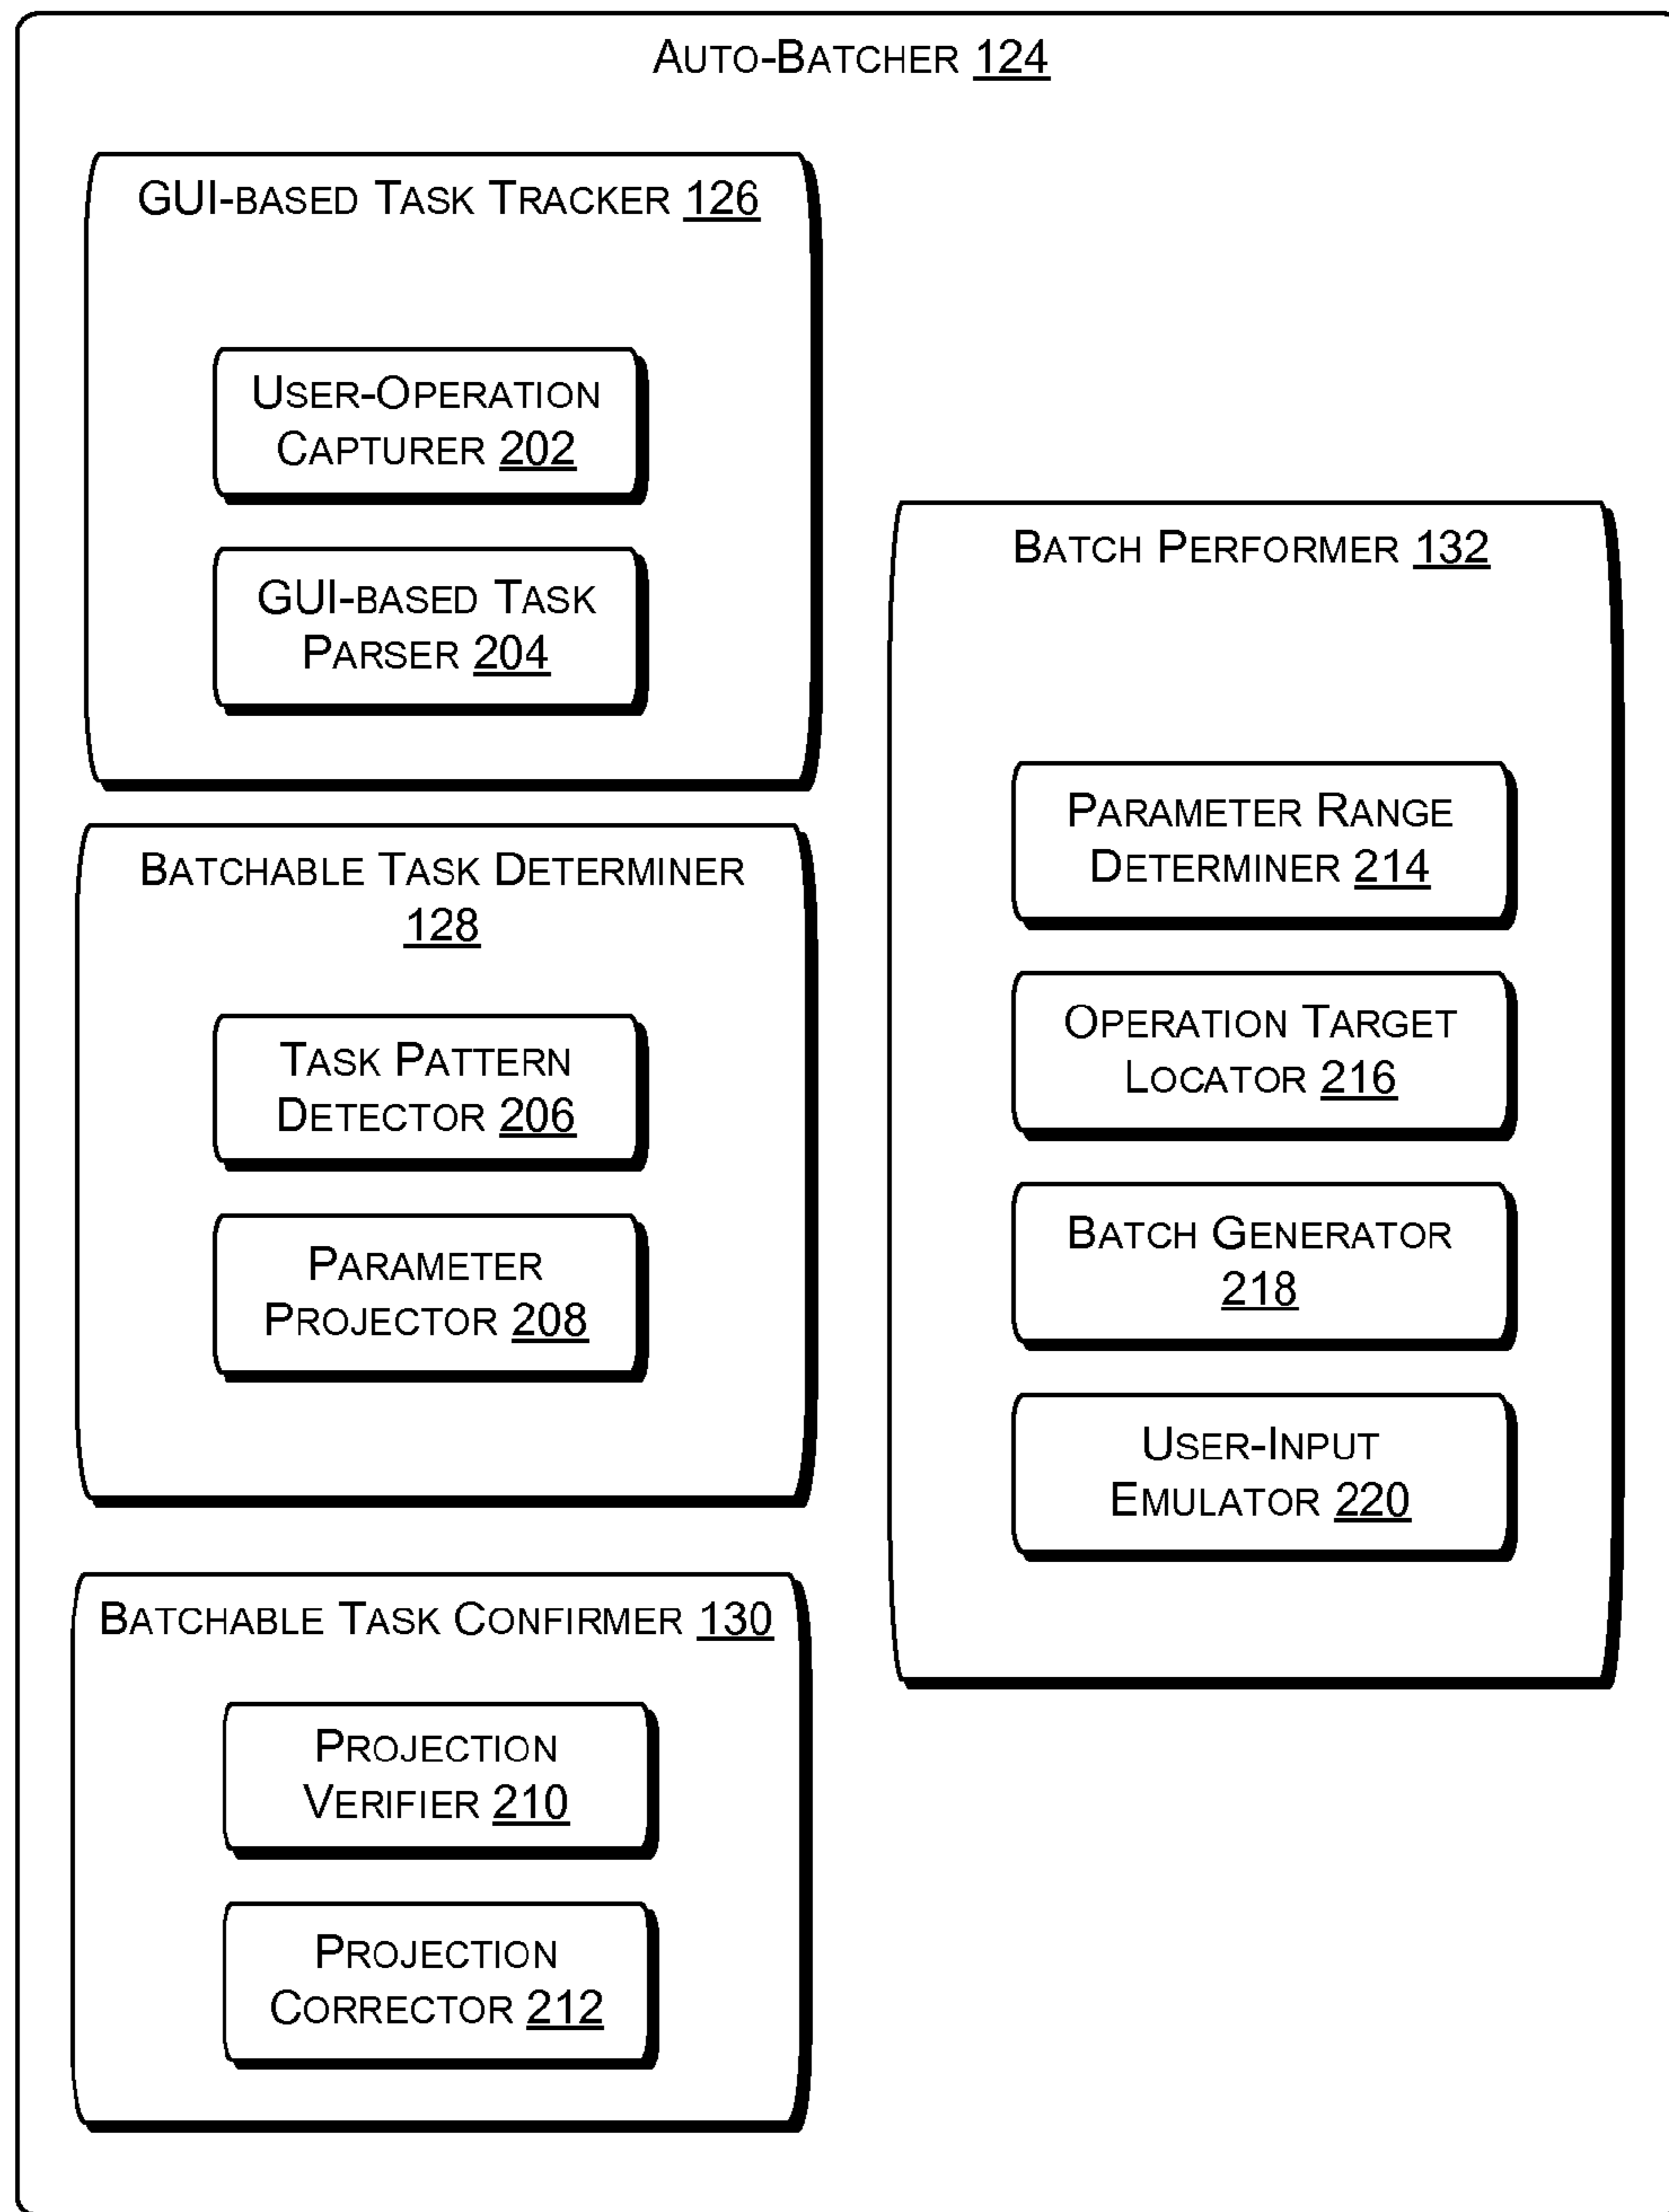 AUTO-BATCHER 124
GUI-BASED TASK TRACKER 126
USER-OPERATION
CAPTURER 202
GUI-BASED TASK
PARSER 204
BATCHABLE TASK DETERMINER
128
TASK PATTERN
DETECTOR 206
PARAMETER
PROJECTOR 208
BATCHABLE TASK CONFIRMER 130
PROJECTION
VERIFIER 210
PROJECTION
CORRECTOR 212
BATCH PERFORMER 132
PARAMETER RANGE
DETERMINER 214
OPERATION TARGET
LOCATOR 216
BATCH GENERATOR
218
USER-INPUT
EMULATOR 220